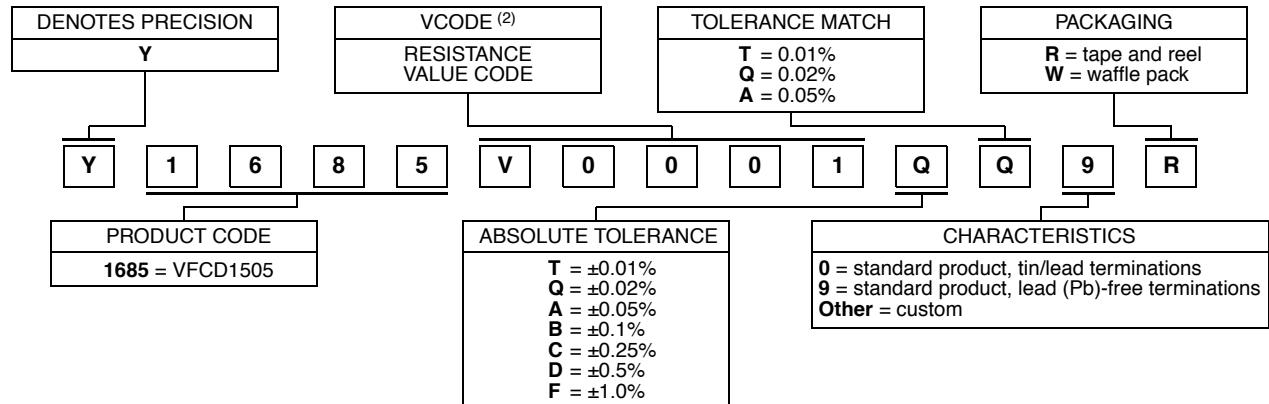 DENOTES PRECISION
Y
VCODE (2)
RESISTANCE
VALUE CODE
TOLERANCE MATCH
T = 0.01%
Q = 0.02%
A = 0.05%
PACKAGING
R = tape and reel
W = waffle pack
Y 1 6 8 5 V 0 0 0 1 Q Q 9 R
PRODUCT CODE
1685 = VFCD1505
ABSOLUTE TOLERANCE
T = ±0.01%
Q = ±0.02%
A = ±0.05%
B = ±0.1%
C = ±0.25%
D = ±0.5%
F = ±1.0%
CHARACTERISTICS
0 = standard product, tin/lead terminations
9 = standard product, lead (Pb)-free terminations
Other = custom